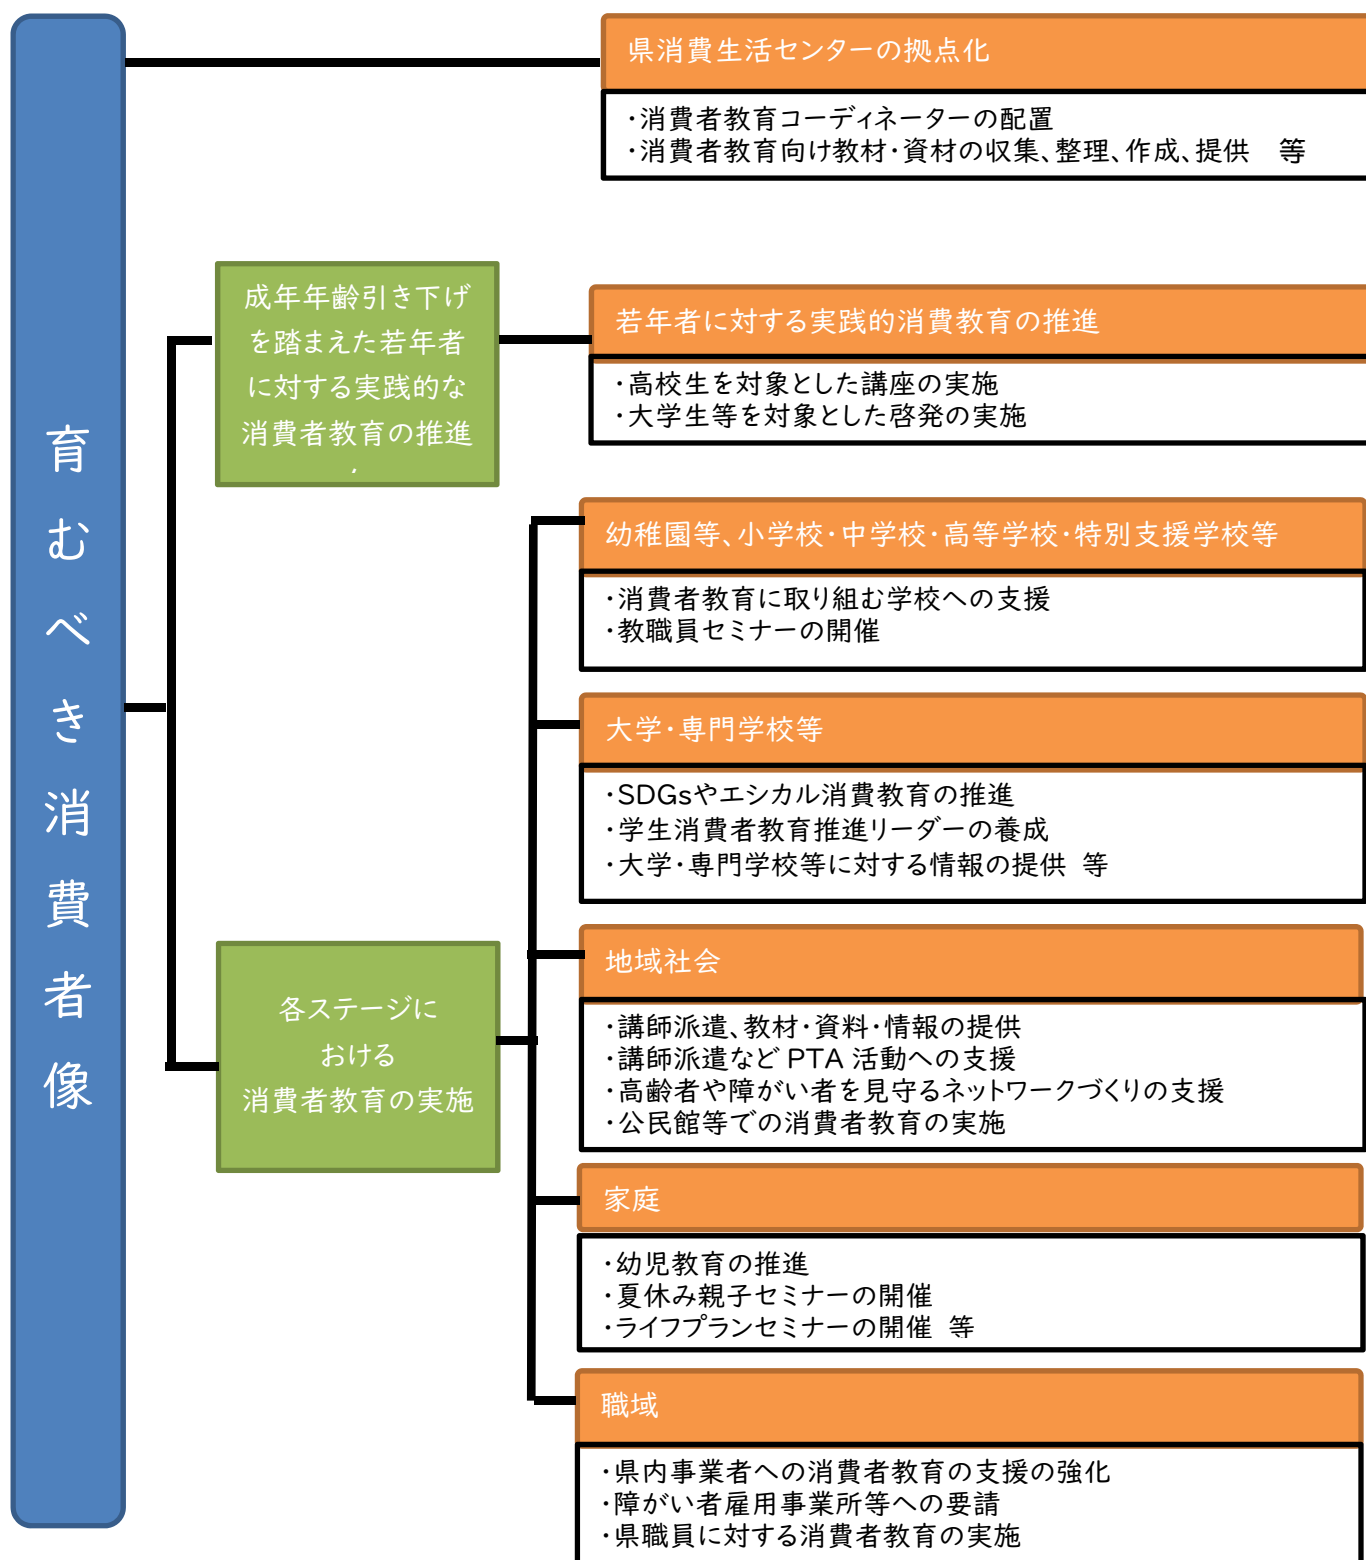 育むべき消費者像
県消費生活センターの拠点化
・消費者教育コーディネーターの配置
・消費者教育向け教材・資材の収集、整理、作成、提供　等
成年年齢引き下げ
を踏まえた若年者
に対する実践的な
消費者教育の推進
若年者に対する実践的消費教育の推進
・高校生を対象とした講座の実施
・大学生等を対象とした啓発の実施
各ステージに
おける
消費者教育の実施
幼稚園等、小学校・中学校・高等学校・特別支援学校等
・消費者教育に取り組む学校への支援
・教職員セミナーの開催
大学・専門学校等
・SDGsやエシカル消費教育の推進
・学生消費者教育推進リーダーの養成
・大学・専門学校等に対する情報の提供 等
地域社会
・講師派遣、教材・資料・情報の提供
・講師派遣など PTA 活動への支援
・高齢者や障がい者を見守るネットワークづくりの支援
・公民館等での消費者教育の実施
家庭
・幼児教育の推進
・夏休み親子セミナーの開催
・ライフプランセミナーの開催 等
職域
・県内事業者への消費者教育の支援の強化
・障がい者雇用事業所等への要請
・県職員に対する消費者教育の実施